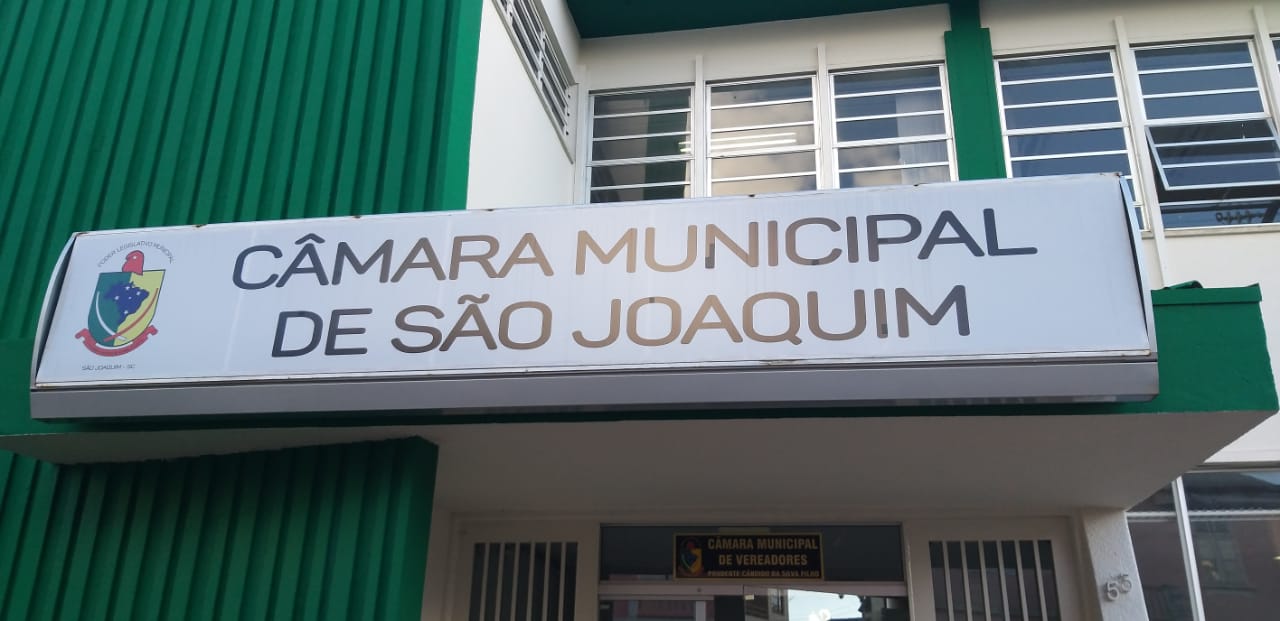 PODER LEGISLATIVO MUNICIPAL
SÃO JOAQUIM - SC
CÂMARA MUNICIPAL
DE SÃO JOAQUIM
CÂMARA MUNICIPAL
DE VEREADORES
PRUDENTE CÂNDIDO DA SILVA FILHO